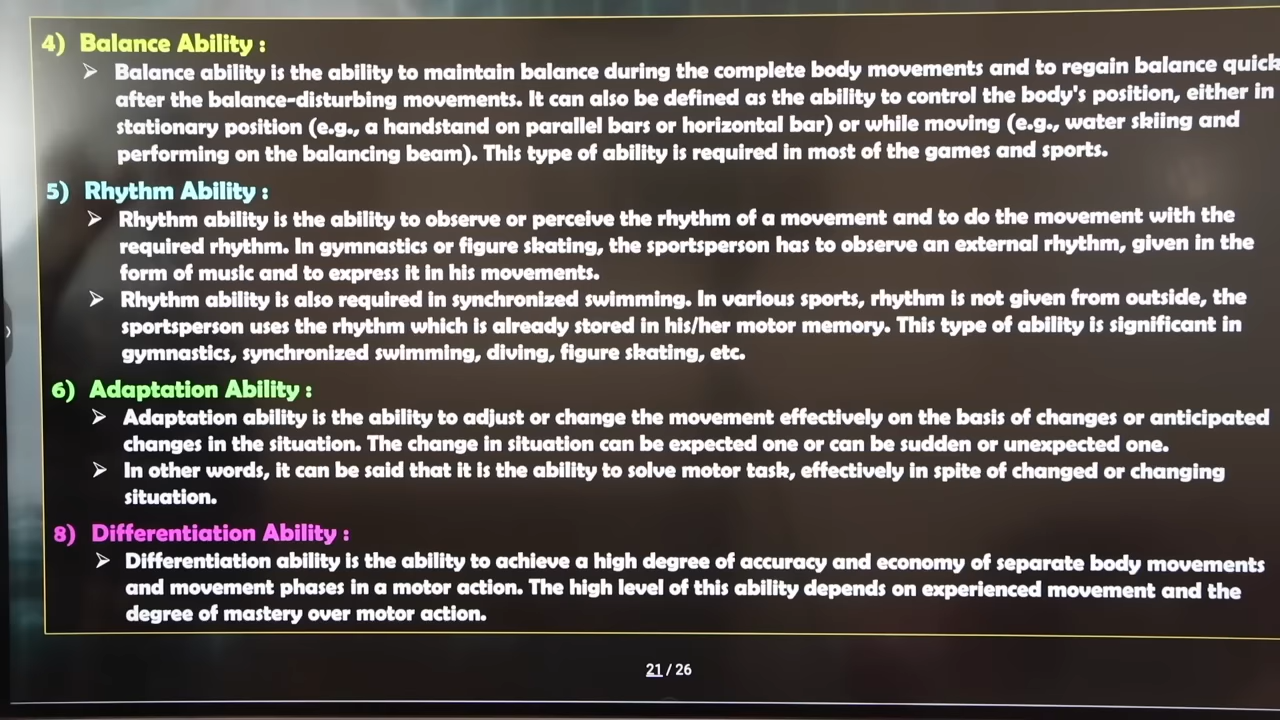 4) Balance Ability :
➢ Balance ability is the ability to maintain balance during the complete body movements and to regain balance quick
after the balance-disturbing movements. It can also be defined as the ability to control the body's position, either in
stationary position (e.g., a handstand on parallel bars or horizontal bar) or while moving (e.g., water skiing and
performing on the balancing beam). This type of ability is required in most of the games and sports.
5) Rhythm Ability :
➢ Rhythm ability is the ability to observe or perceive the rhythm of a movement and to do the movement with the
required rhythm. In gymnastics or figure skating, the sportsperson has to observe an external rhythm, given in the
form of music and to express it in his movements.
➢ Rhythm ability is also required in synchronized swimming. In various sports, rhythm is not given from outside, the
sportsperson uses the rhythm which is already stored in his/her motor memory. This type of ability is significant in
gymnastics, synchronized swimming, diving, figure skating, etc.
6) Adaptation Ability :
➢ Adaptation ability is the ability to adjust or change the movement effectively on the basis of changes or anticipated
changes in the situation. The change in situation can be expected one or can be sudden or unexpected one.
➢ In other words, it can be said that it is the ability to solve motor task, effectively in spite of changed or changing
situation.
8) Differentiation Ability :
➢ Differentiation ability is the ability to achieve a high degree of accuracy and economy of separate body movements
and movement phases in a motor action. The high level of this ability depends on experienced movement and the
degree of mastery over motor action.
21 / 26